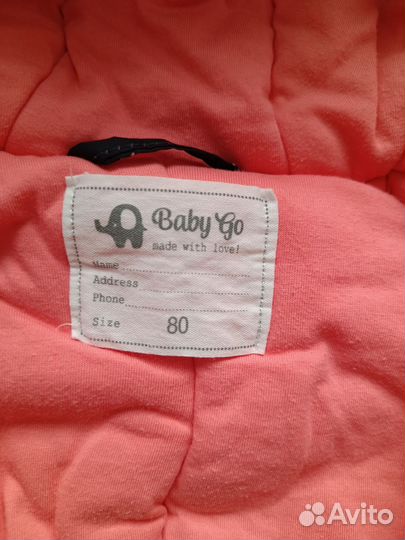 Baby Go
made with love!
Name
Address
Phone
Size 80
Avito